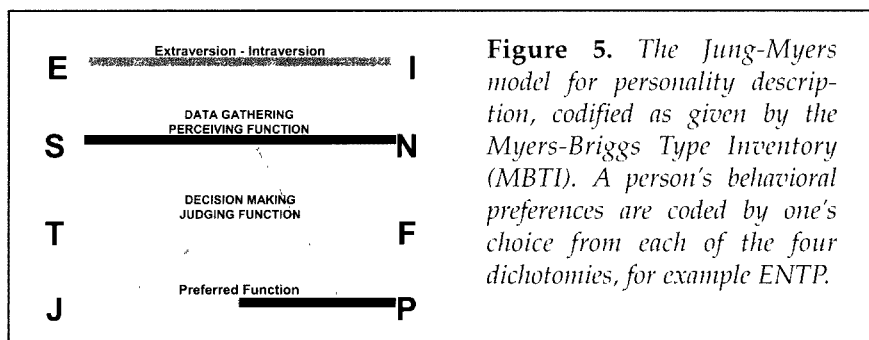 Extraversion - Intraversion
E I
DATA GATHERING
PERCEIVING FUNCTION
S N
DECISION MAKING
JUDGING FUNCTION
T F
Preferred Function
J P
Figure 5. The Jung-Myers
model for personality descrip-
tion, codified as given by the
Myers-Briggs Type Inventory
(MBTI). A person's behavioral
preferences are coded by one's
choice from each of the four
dichotomies, for example ENTP.